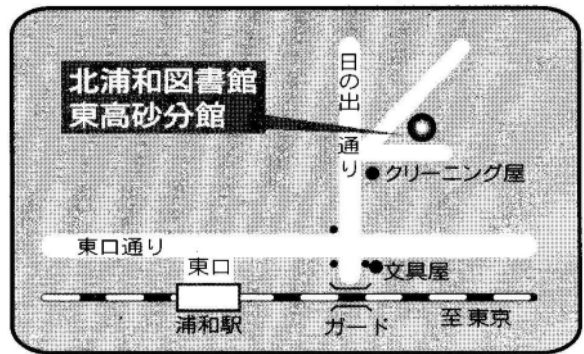 北浦和図書館
東高砂分館
日の出通り
クリーニング屋
東口通り
東口
文具屋
浦和駅
ガード
至東京